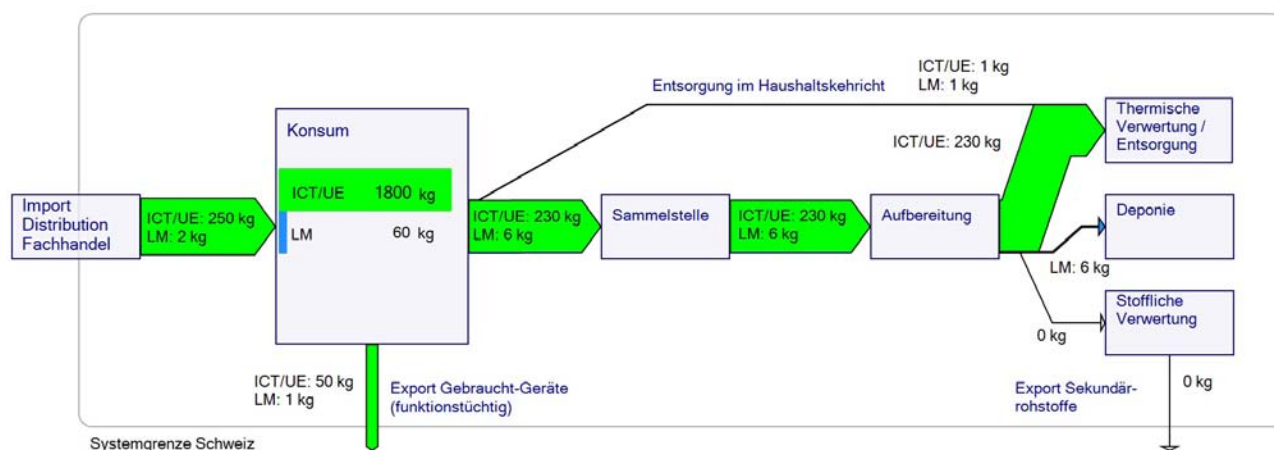 ICT/UE: 1 kg
LM: 1 kg
Entsorgung im Haushaltskehricht
Konsum
Thermische
Verwertung /
Entsorgung
ICT/UE: 230 kg
ICT/UE 1800 kg
LM 60 kg
Import
Distribution
Fachhandel
ICT/UE: 250 kg
LM: 2 kg
ICT/UE: 230 kg
LM: 6 kg
Sammelstelle
ICT/UE: 230 kg
LM: 6 kg
Aufbereitung
Deponie
LM: 6 kg
Stoffliche
Verwertung
0 kg
ICT/UE: 50 kg
LM: 1 kg
Export Gebraucht-Geräte
(funktionstüchtig)
Export Sekundär-
rohstoffe
0 kg
Systemgrenze Schweiz